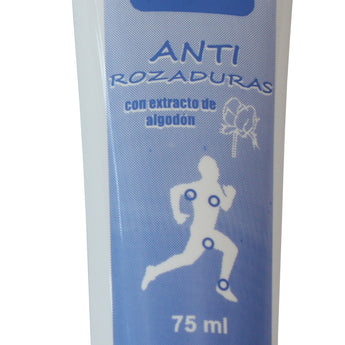 ANTI
ROZADURAS
con extracto de
algodón
75 ml